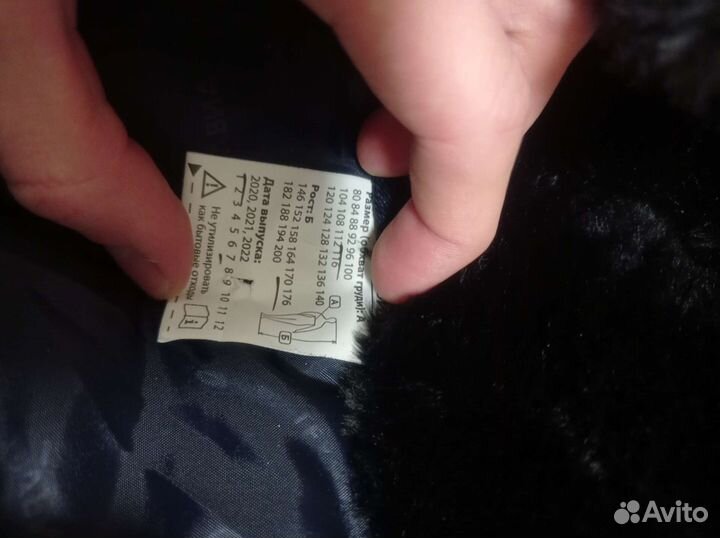 Размер (обхват груди): А
80 84 88 92 96 100
104 108 112 116
120 124 128 132 136 140
Рост: Б
146 152 158 164 170 176
182 188 194 200
Дата выпуска:
2020, 2021, 2022
1 2 3 4 5 6 7 8 9 10 11 12
Не утилизировать
как бытовые отходы
А
Б
i
Avito